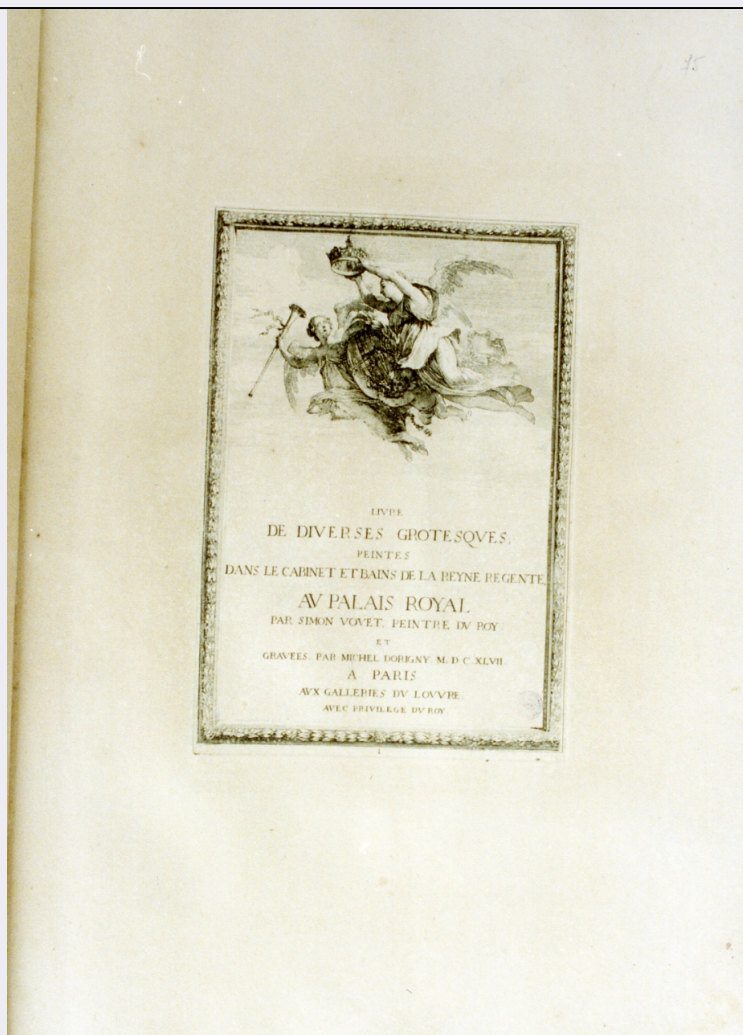 75
LIVRE
DE DIVERSES GROTESQVES.
PEINTES
DANS LE CABINET ET BAINS DE LA REYNE REGENTE.
AV PALAIS ROYAL
PAR SIMON VOVET. PEINTRE DV ROY.
ET
GRAVEES. PAR MICHEL DORIGNY M. D C XLVII
A PARIS
AVX GALLERIES DV LOVVRE.
AVEC PRIVILEGE DV ROY
1